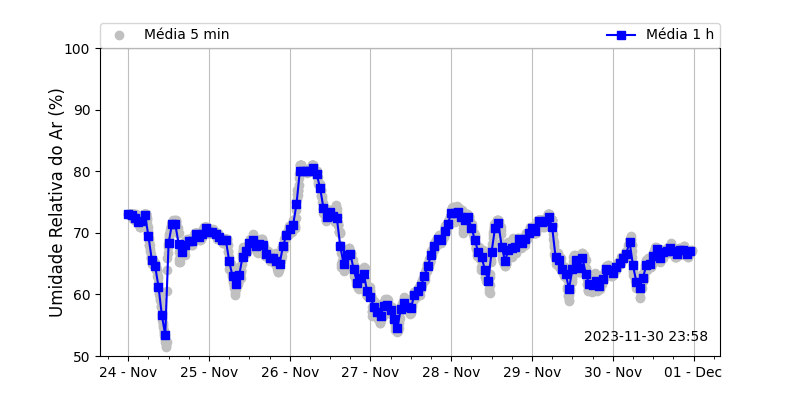 Média 5 min
Média 1 h
Umidade Relativa do Ar (%)
100
90
80
70
60
50
2023-11-30 23:58
24 - Nov
25 - Nov
26 - Nov
27 - Nov
28 - Nov
29 - Nov
30 - Nov
01 - Dec